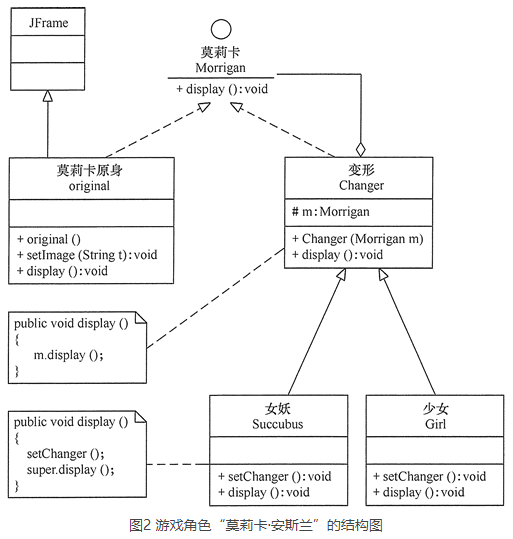 JFrame
莫莉卡
Morrigan
+ display ():void
莫莉卡原身
original
+ original ()
+ setImage (String t):void
+ display ():void
变形
Changer
# m:Morrigan
+ Changer (Morrigan m)
+ display ():void
public void display ()
{
m.display ();
}
public void display ()
{
setChanger ();
super.display ();
}
女妖
Succubus
+ setChanger ():void
+ display ():void
少女
Girl
+ setChanger ():void
+ display ():void
图2 游戏角色“莫莉卡·安斯兰”的结构图